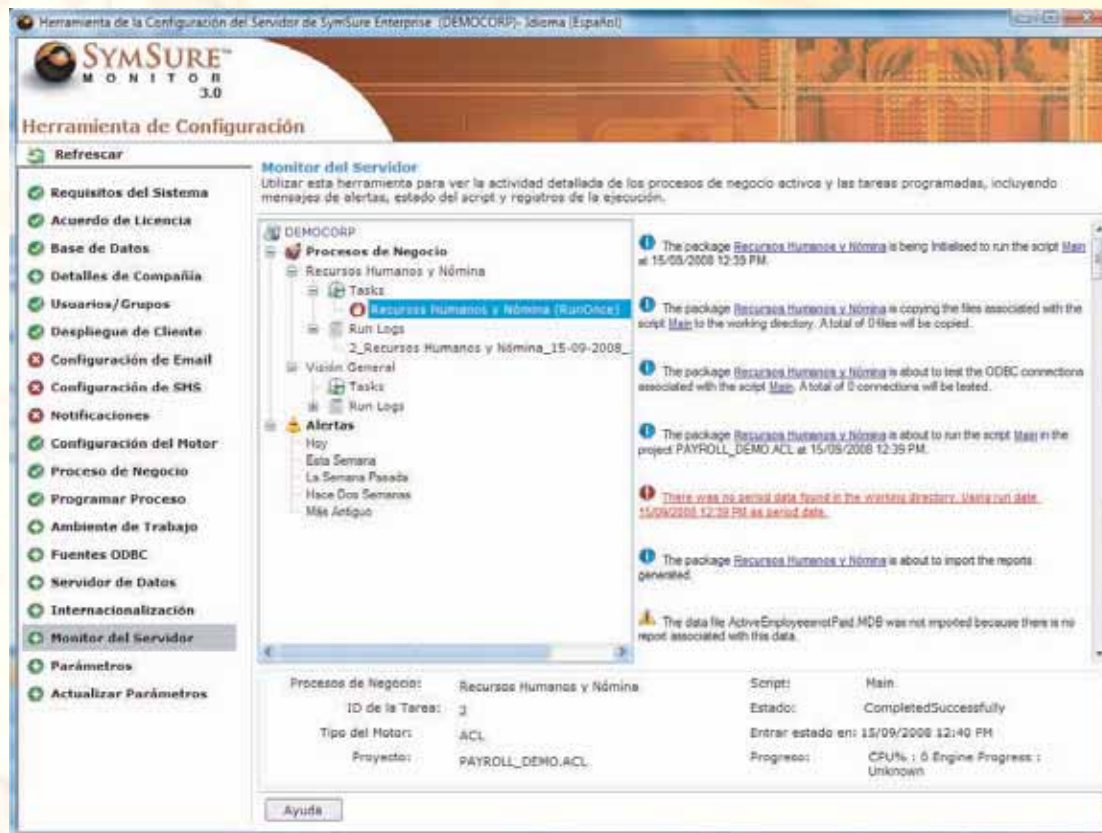 Herramienta de la Configuración del Servidor de SymSure Enterprise (DEMOCORP)- Idioma (Español)
SYMSURE™
MONITOR
3.0
Herramienta de Configuración
Refrescar
Requisitos del Sistema
Acuerdo de Licencia
Base de Datos
Detalles de Compañía
Usuarios/Grupos
Despliegue de Cliente
Configuración de Email
Configuración de SMS
Notificaciones
Configuración del Motor
Proceso de Negocio
Programar Proceso
Ambiente de Trabajo
Fuentes ODBC
Servidor de Datos
Internacionalización
Monitor del Servidor
Parámetros
Actualizar Parámetros
Monitor del Servidor
Utilizar esta herramienta para ver la actividad detallada de los procesos de negocio activos y las tareas programadas, incluyendo
mensajes de alertas, estado del script y registros de la ejecución.
DEMOCORP
Procesos de Negocio
Recursos Humanos y Nómina
Tasks
Recursos Humanos y Nómina (RunOnce)
Run Logs
2_Recursos Humanos y Nómina_15-09-2008_
Visión General
Tasks
Run Logs
Alertas
Hoy
Esta Semana
La Semana Pasada
Hace Dos Semanas
Más Antiguo
The package Recursos Humanos y Nómina is being Initialised to run the script Main
at 15/09/2008 12:39 PM.
The package Recursos Humanos y Nómina is copying the files associated with the
script Main to the working directory. A total of 0 files will be copied.
The package Recursos Humanos y Nómina is about to test the ODBC connections
associated with the script Main. A total of 0 connections will be tested.
The package Recursos Humanos y Nómina is about to run the script Main in the
project PAYROLL_DEMO.ACL at 15/09/2008 12:39 PM.
There was no period data found in the working directory. Using run date
15/09/2008 12:39 PM as period date.
The package Recursos Humanos y Nómina is about to import the reports
generated.
The data file ActiveEmployeesnotPaid.MDB was not imported because there is no
report associated with this data.
Procesos de Negocio: Recursos Humanos y Nómina Script: Main
ID de la Tarea: Estado: CompletedSuccessfully
Tipo del Motor: ACL Entrar estado en: 15/09/2008 12:40 PM
Proyecto: PAYROLL_DEMO.ACL Progreso: CPU% : 0 Engine Progress :
Unknown
Ayuda